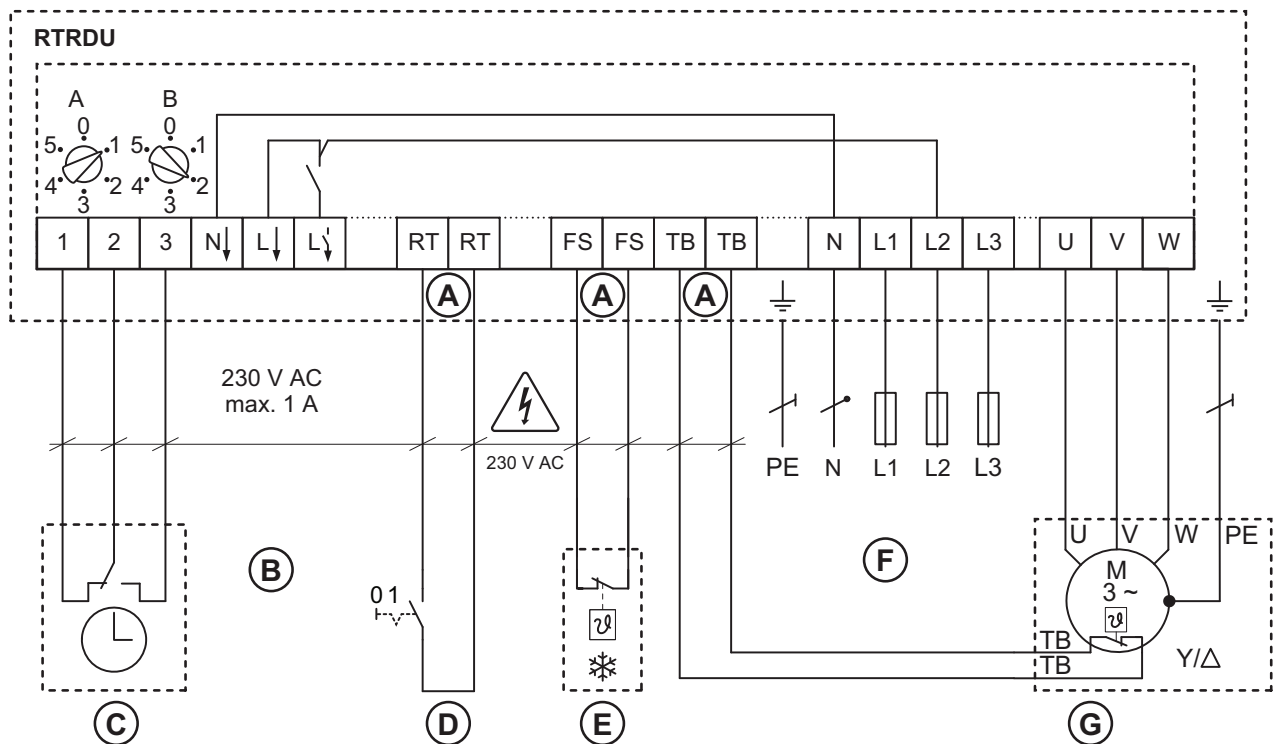 RTRDU
A B
0 0
5 1 5 1
4 2 4 2
3 3
1 2 3 N L L RT RT FS FS TB TB N L1 L2 L3 U V W
A A A
230 V AC
max. 1 A
230 V AC
PE N L1 L2 L3
U V W PE
B F
M
3 ~
0 1
ϑ ϑ
TB
TB
Y/△
C D E G